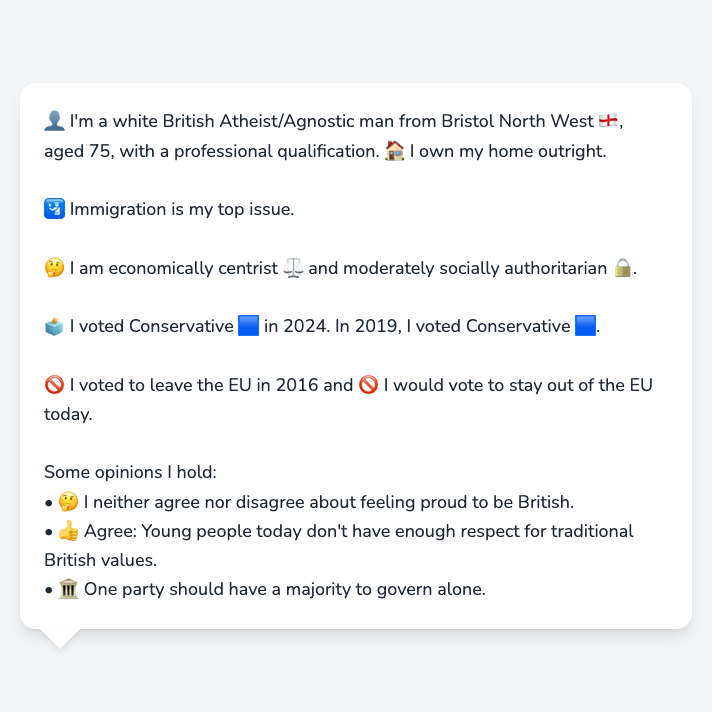 👤 I'm a white British Atheist/Agnostic man from Bristol North West 🏴󠁧󠁢󠁥󠁮󠁧󠁿,
aged 75, with a professional qualification. 🏠 I own my home outright.
🛂 Immigration is my top issue.
🤔 I am economically centrist ⚖️ and moderately socially authoritarian 🔒.
🗳️ I voted Conservative 🟦 in 2024. In 2019, I voted Conservative 🟦.
🚫 I voted to leave the EU in 2016 and 🚫 I would vote to stay out of the EU
today.
Some opinions I hold:
• 🤔 I neither agree nor disagree about feeling proud to be British.
• 👍 Agree: Young people today don't have enough respect for traditional
British values.
• 🏛️ One party should have a majority to govern alone.